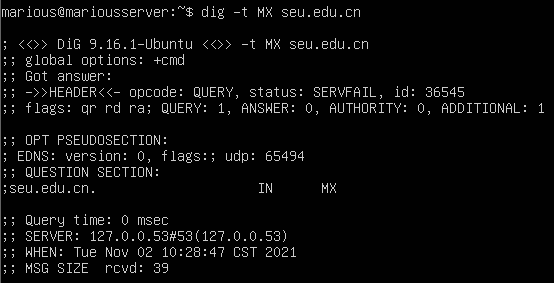 marious@mariousserver:~$ dig -t MX seu.edu.cn
; <<>> DiG 9.16.1-Ubuntu <<>> -t MX seu.edu.cn
;; global options: +cmd
;; Got answer:
;; ->>HEADER<<- opcode: QUERY, status: SERVFAIL, id: 36545
;; flags: qr rd ra; QUERY: 1, ANSWER: 0, AUTHORITY: 0, ADDITIONAL: 1
;; OPT PSEUDOSECTION:
; EDNS: version: 0, flags:; udp: 65494
;; QUESTION SECTION:
;seu.edu.cn. IN MX
;; Query time: 0 msec
;; SERVER: 127.0.0.53#53(127.0.0.53)
;; WHEN: Tue Nov 02 10:28:47 CST 2021
;; MSG SIZE rcvd: 39